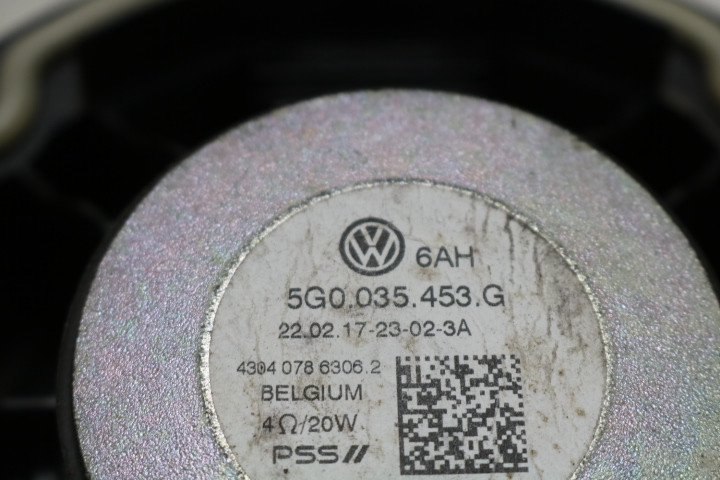 6AH
5G0.035.453.G
22.02.17-23-02-3A
4304 078 6306.2
BELGIUM
4Ω/20W
PSS//